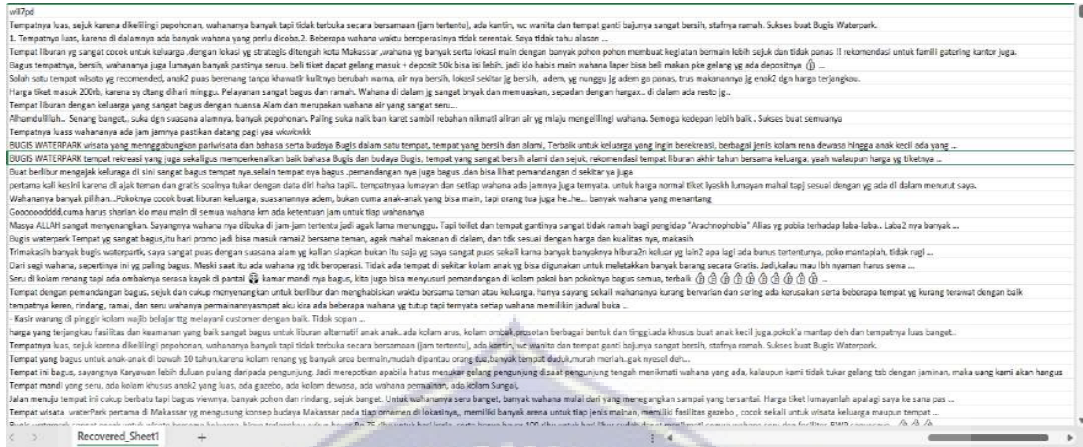 wiI7pd
Tempatnya luas, sejuk karena dikelilingi pepohonan, wahananya banyak tapi tidak terbuka secara bersamaan (jam tertentu), ada kantin, wc wanita dan tempat ganti bajunya sangat bersih, stafnya ramah. Sukses buat Bugis Waterpark.
1. Tempatnya luas, karena di dalamnya ada banyak wahana yang perlu dicoba.2. Beberapa wahana waktu beroperasinya tidak serentak. Saya tidak tahu alasan ...
Tempat liburan yg sangat cocok untuk keluarga ,dengan lokasi yg strategis ditengah kota Makassar ,wahana yg banyak serta lokasi main dengan banyak pohon pohon membuat kegiatan bermain lebih sejuk dan tidak panas !! rekomendasi untuk famili gatering kantor juga.
Bagus tempatnya, bersih, wahananya juga lumayan banyak pastinya seruu. beli tiket dapat gelang masuk + deposit 50k bisa isi lebih. jadi klo habis main wahana laper bisa beli makan pke gelang yg ada depositnya 👍 ...
Salah satu tempat wisata yg recomended, anak2 puas berenang tanpa khawatir kulitnya berubah warna, air nya bersih, lokasi sekitar jg bersih, adem, yg nunggu jg adem ga panas, trus makanannya jg enak2 dgn harga terjangkau.
Harga tiket masuk 200rb, karena sy dtang dihari minggu. Pelayanan sangat bagus dan ramah. Wahana di dalam jg sangat bnyak dan memuaskan, sepadan dengan hargax.. di dalam ada resto jg..
Tempat liburan dengan keluarga yang sangat bagus dengan nuansa Alam dan merupakan wahana air yang sangat seru...
Alhamdulillah.. Senang banget,, suka dgn suasana alamnya, banyak pepohonan. Paling suka naik ban karet sambil rebahan nikmati aliran air yg mlaju mengelilingi wahana. Semoga kedepan lebih baik.. Sukses buat semuanya
Tempatnya luass wahananya ada jam jamnya pastikan datang pagi yaa wkwkwkk
BUGIS WATERPARK wisata yang menggabungkan pariwisata dan bahasa serta budaya Bugis dalam satu tempat, tempat yang bersih dan alami, Terbaik untuk keluarga yang ingin berekreasi, berbagai jenis kolam rena dewasa hingga anak kecil ada yang ...
BUGIS WATERPARK tempat rekreasi yang juga sekaligus memperkenalkan baik bahasa Bugis dan budaya Bugis, tempat yang sangat bersih alami dan sejuk, rekomendasi tempat liburan akhir tahun bersama keluarga, yeah walaupun harga yg tiketnya ...
Buat berlibur mengajak keluraga di sini sangat bagus tempat nya.selain tempat nya bagus .pemandangan nya juga bagus .dan bisa lihat pemandangan d sekitar ya juga
pertama kali kesini karena di ajak teman dan gratis soalnya tukar dengan data diri haha tapil.. tempatnyaa lumayan dan setiap wahana ada jamnya juga ternyata. untuk harga normal tiket lyaskh lumayan mahal tapj sesuai dengan yg ada di dalam menurut saya.
Wahananya banyak pilihan...Pokoknya cocok buat liburan keluarga, suasanannya adem, bukan cuma anak-anak yang bisa main, tapi orang tua juga he..he... banyak wahana yang menantang
Gooooodddd.cuma harus sharian klo mau main di semua wahana krn ada ketentuan jam untuk tiap wahananya
Masya ALLAH sangat menyenangkan. Sayangnya wahana nya dibuka di jam-jam tertentu jadi agak lama menunggu. Tapi toilet dan tempat gantinya sangat tidak ramah bagi pengidap "Arachnophobia" Alias yg pobia terhadap laba-laba.. Laba2 nya banyak ...
Bugis waterpark Tempat yg sangat bagus,itu hari promo jadi bisa masuk ramai2 bersama teman, agak mahal makanan di dalam, dan tdk sesuai dengan harga dan kualitas nya, makasih
Trimakasih banyak bugis waterpartk, saya sangat puas dengan suasana alam yg kalian siapkan bukan itu saja yg saya sangat puas sekali karna banyak banyaknya hibura2n keluar yg lain2 apa lagi ada bunus tertentunya, poko mantaplah, tidak rugi ...
Dari segi wahana, sepertinya ini yg paling bagus. Meski saat itu ada wahana yg tdk beroperasi. Tidak ada tempat di sekitar kolam anak yg bisa digunakan untuk meletakkan banyak barang secara Gratis. Jadi,kalau mau lbh nyaman harus sewa ...
Seru di kolam renang tapi ada ombaknya serasa kayak di pantai 😂 kamar mandi nya bagus, kita juga bisa menyusuri pemandangan di kolam pakai ban pokoknya bagus semua, terbaik 👍👍👍👍👍👍👍👍 ...
Tempat dengan pemandangan bagus, sejuk dan cukup menyenangkan untuk berlibur dan menghabiskan waktu bersama teman atau keluarga. Hanya sayang sekali wahananya kurang bervarian dan sering ada kerusakan serta beberapa tempat yg kurang terawat dengan baik
tempatnya keren, rindang, ramai, dan seru wahana permainannyaampat aku kira ada beberapa wahana yg tutup tapi ternyata setiap wahana memiliki jadwal buka ...
- Kasir warung di pinggir kolam wajib belajar ttg melayani customer dengan baik. Tidak sopan ...
harga yang terjangkau fasilitas dan keamanan yang baik sangat bagus untuk liburan alternatif anak anak..ada kolam arus, kolam ombak,prosotan berbagai bentuk dan tinggi.ada khusus buat anak kecil juga.pokok'a mantap deh dan tempatnya luas banget..
Tempatnya luas, sejuk karena dikelilingi pepohonan, wahananya banyak tapi tidak terbuka secara bersamaan (jam tertentu), ada kantin, wc wanita dan tempat ganti bajunya sangat bersih, stafnya ramah. Sukses buat Bugis Waterpark.
Tempat yang bagus untuk anak-anak di bawah 10 tahun,karena kolam renang yg banyak area bermain,mudah dipantau orang tua,banyak tempat duduk,murah meriah..gak nyesel deh...
Tempat ini bagus, sayangnya Karyawan lebih duluan pulang daripada pengunjung. Jadi merepotkan apabila hatus menukar gelang pengunjung disaat pengunjung tengah menikmati wahana yang ada, kalaupun kami tidak tukar gelang tsb dengan jaminan, maka uang kami akan hangus
Tempat mandi yang seru, ada kolam khusus anak2 yang luas, ada gazebo, ada kolam dewasa, ada wahana permainan, ada kolam Sungai,
Jalan menuju tempat ini cukup berbatu tapi bagus viewnya, banyak pohon dan rindang, sejuk banget. Untuk wahananya seru banget, banyak wahana mulai dari yang menegangkan sampai yang tersantai. Harga tiket lumayanlah apalagi saya ke sana pas ...
Tempat wisata waterPark pertama di Makassar yg mengusung konsep budaya Makassar pada tiap ornamen di lokasinya,, memiliki banyak arena untuk tiap jenis mainan, memiliki fasilitas gazebo , cocok sekali untuk wisata keluarga maupun tempat ...
Recovered_Sheet1